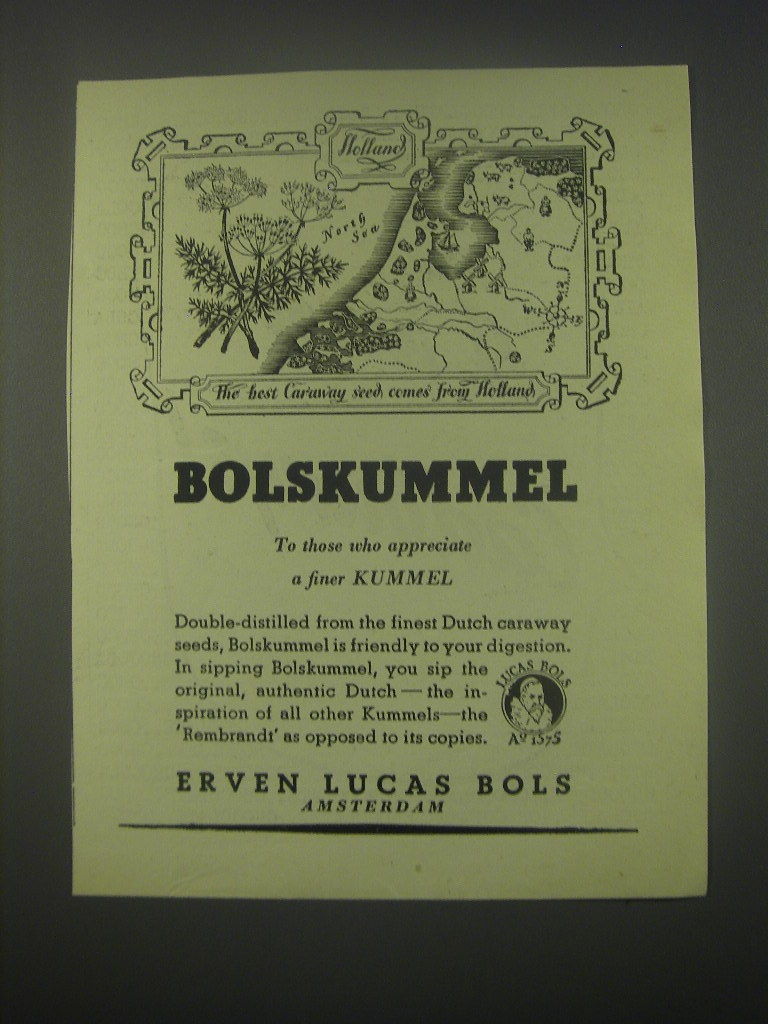 Holland
North
Sea
The best Caraway seed comes from Holland
BOLSKUMMEL
To those who appreciate
a finer KUMMEL
Double-distilled from the finest Dutch caraway
seeds, Bolskummel is friendly to your digestion.
In sipping Bolskummel, you sip the
original, authentic Dutch — the in-
spiration of all other Kummels—the
'Rembrandt' as opposed to its copies.
LUCAS BOLS
Aº 1575
ERVEN LUCAS BOLS
AMSTERDAM